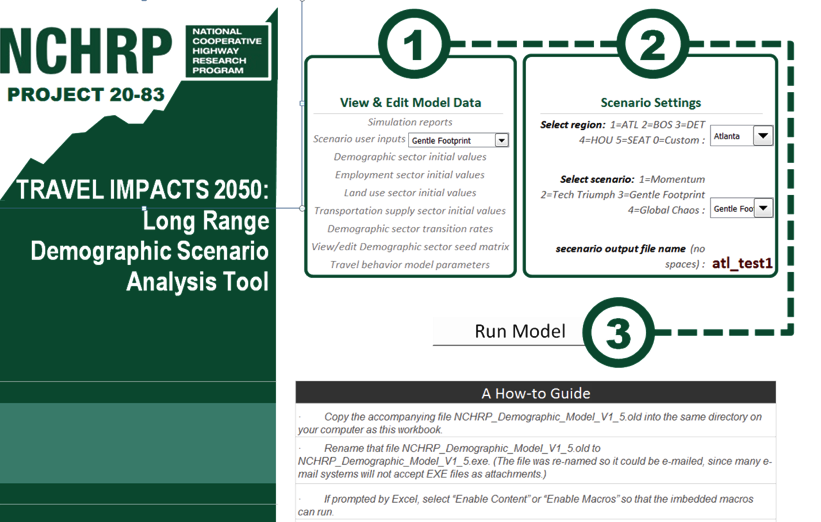 NCHRP
NATIONAL
COOPERATIVE
HIGHWAY
RESEARCH
PROGRAM
PROJECT 20-83
TRAVEL IMPACTS 2050:
Long Range
Demographic Scenario
Analysis Tool
1
View & Edit Model Data
Simulation reports
Scenario user inputs Gentle Footprint
Demographic sector initial values
Employment sector initial values
Land use sector initial values
Transportation supply sector initial values
Demographic sector transition rates
View/edit Demographic sector seed matrix
Travel behavior model parameters
2
Scenario Settings
Select region: 1=ATL 2=BOS 3=DET
4=HOU 5=SEAT 0=Custom : Atlanta
Select scenario: 1=Momentum
2=Tech Triumph 3=Gentle Footprint
4=Global Chaos : Gentle Foo
secenario output file name (no
spaces) : atl_test1
Run Model 3
A How-to Guide
· Copy the accompanying file NCHRP_Demographic_Model_V1_5.old into the same directory on
your computer as this workbook.
· Rename that file NCHRP_Demographic_Model_V1_5.old to
NCHRP_Demographic_Model_V1_5.exe. (The file was re-named so it could be e-mailed, since many e-
mail systems will not accept EXE files as attachments.)
· If prompted by Excel, select “Enable Content” or “Enable Macros” so that the imbedded macros
can run.